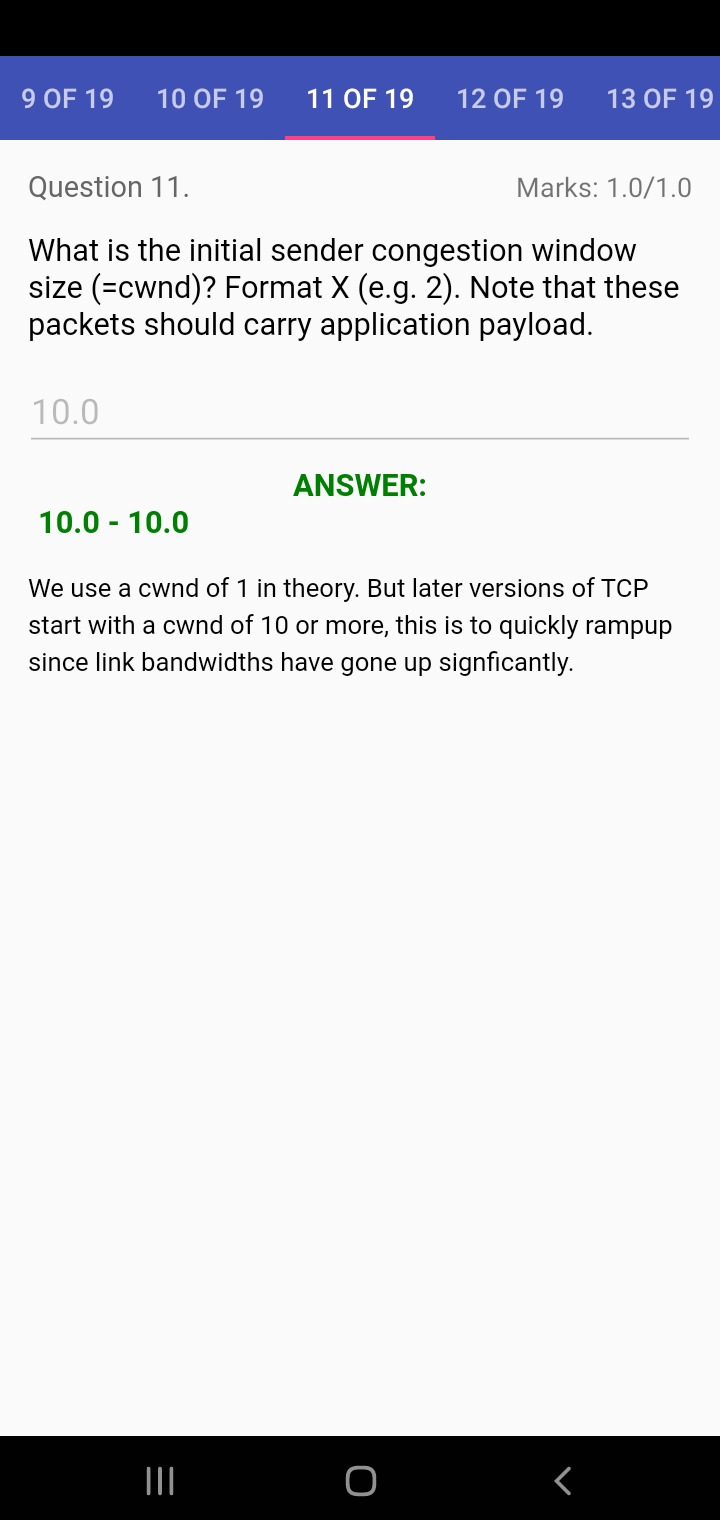 9 OF 19 10 OF 19 11 OF 19 12 OF 19 13 OF 19
Question 11. Marks: 1.0/1.0
What is the initial sender congestion window
size (=cwnd)? Format X (e.g. 2). Note that these
packets should carry application payload.
10.0
ANSWER:
10.0 - 10.0
We use a cwnd of 1 in theory. But later versions of TCP
start with a cwnd of 10 or more, this is to quickly rampup
since link bandwidths have gone up signficantly.